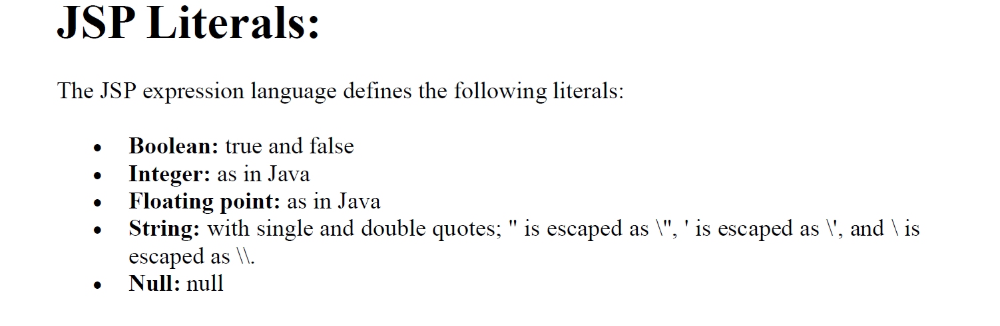 JSP Literals:
The JSP expression language defines the following literals:
• Boolean: true and false
• Integer: as in Java
• Floating point: as in Java
• String: with single and double quotes; " is escaped as \", ' is escaped as \', and \ is
escaped as \\.
• Null: null